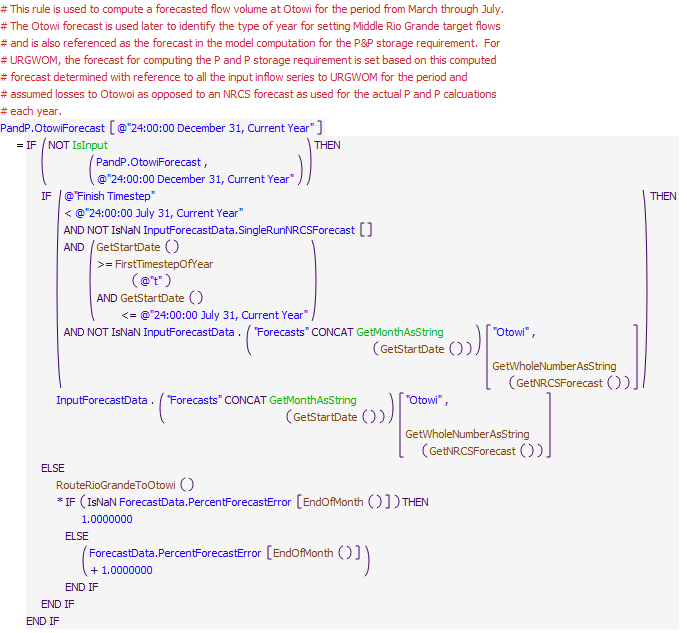 # This rule is used to compute a forecasted flow volume at Otowi for the period from March through July.
# The Otowi forecast is used later to identify the type of year for setting Middle Rio Grande target flows
# and is also referenced as the forecast in the model computation for the P&P storage requirement.  For
# URGWOM, the forecast for computing the P and P storage requirement is set based on this computed
# forecast determined with reference to all the input inflow series to URGWOM for the period and
# assumed losses to Otowoi as opposed to an NRCS forecast as used for the actual P and P calcuations
# each year.
PandP.OtowiForecast [ @"24:00:00 December 31, Current Year" ]
= IF ( NOT IsInput ) THEN
( PandP.OtowiForecast ,
@"24:00:00 December 31, Current Year" )
IF ( @"Finish Timestep" ) THEN
< @"24:00:00 July 31, Current Year"
AND NOT IsNaN InputForecastData.SingleRunNRCSForecast []
AND ( GetStartDate ()
>= FirstTimestepOfYear
( @"t" )
AND GetStartDate ()
<= @"24:00:00 July 31, Current Year" )
AND NOT IsNaN InputForecastData . ( "Forecasts" CONCAT GetMonthAsString [ "Otowi" ,
( GetStartDate () ) )
GetWholeNumberAsString
( GetNRCSForecast () ) ]
InputForecastData . ( "Forecasts" CONCAT GetMonthAsString [ "Otowi" ,
( GetStartDate () ) )
GetWholeNumberAsString
( GetNRCSForecast () ) ]
ELSE
RouteRioGrandeToOtowi ()
* IF ( IsNaN ForecastData.PercentForecastError [ EndOfMonth () ] ) THEN
1.0000000
ELSE
( ForecastData.PercentForecastError [ EndOfMonth () ] )
+ 1.0000000
END IF
END IF
END IF